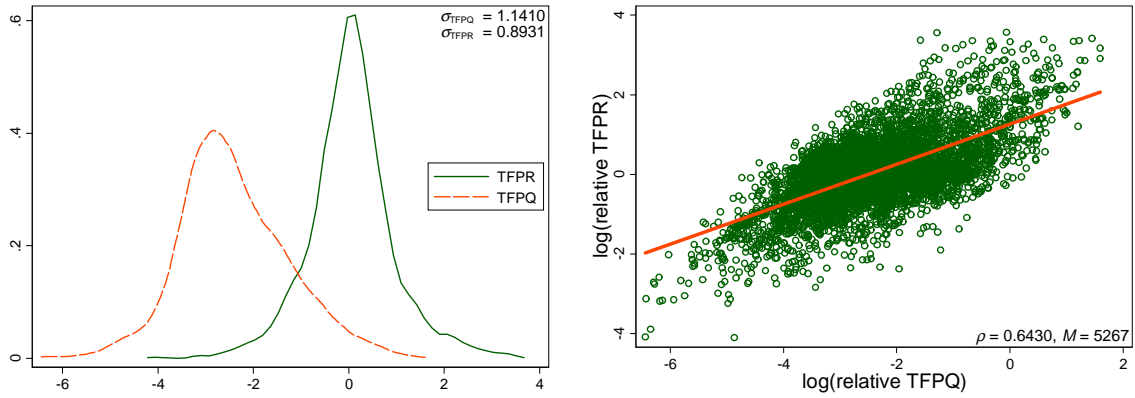 σTFPQ = 1.1410
σTFPR = 0.8931
.6
.4
.2
0
TFPR
TFPQ
-6 -4 -2 0 2 4
log(relative TFPR)
4
2
0
-2
-4
ρ = 0.6430, M = 5267
-6 -4 -2 0 2
log(relative TFPQ)